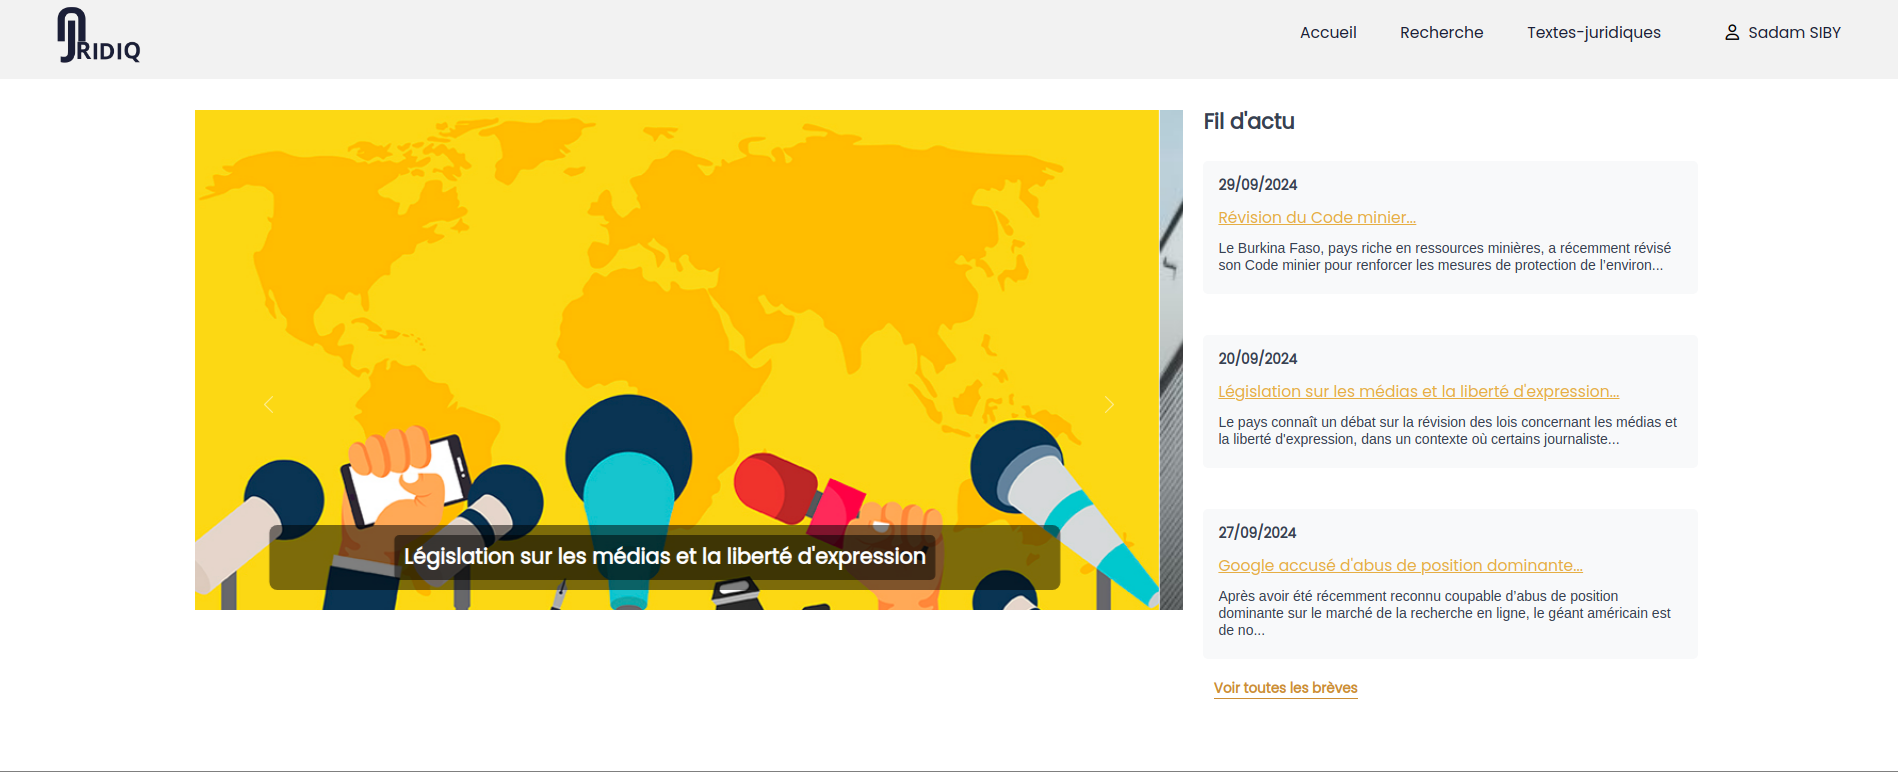 JRIDIQ
Accueil
Recherche
Textes-juridiques
Sadam SIBY
Législation sur les médias et la liberté d'expression
Fil d'actu
29/09/2024
Révision du Code minier...
Le Burkina Faso, pays riche en ressources minières, a récemment révisé
son Code minier pour renforcer les mesures de protection de l'environ...
20/09/2024
Législation sur les médias et la liberté d'expression...
Le pays connaît un débat sur la révision des lois concernant les médias et
la liberté d'expression, dans un contexte où certains journaliste...
27/09/2024
Google accusé d'abus de position dominante...
Après avoir été récemment reconnu coupable d'abus de position
dominante sur le marché de la recherche en ligne, le géant américain est
de no...
Voir toutes les brèves